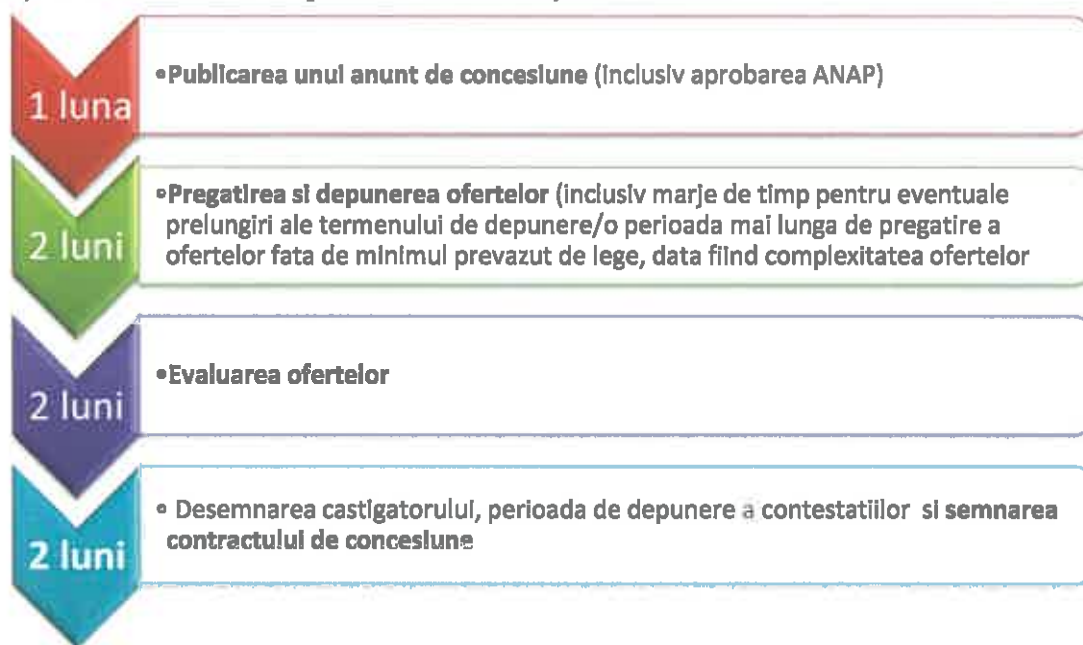 1 luna
•Publicarea unui anunt de concesiune (inclusiv aprobarea ANAP)
2 luni
•Pregatirea si depunerea ofertelor (inclusiv marje de timp pentru eventuale
prelungiri ale termenului de depunere/o perioada mai lunga de pregatire a
ofertelor fata de minimul prevazut de lege, data fiind complexitatea ofertelor
2 luni
•Evaluarea ofertelor
2 luni
• Desemnarea castigatorului, perioada de depunere a contestatiilor si semnarea
contractului de concesiune